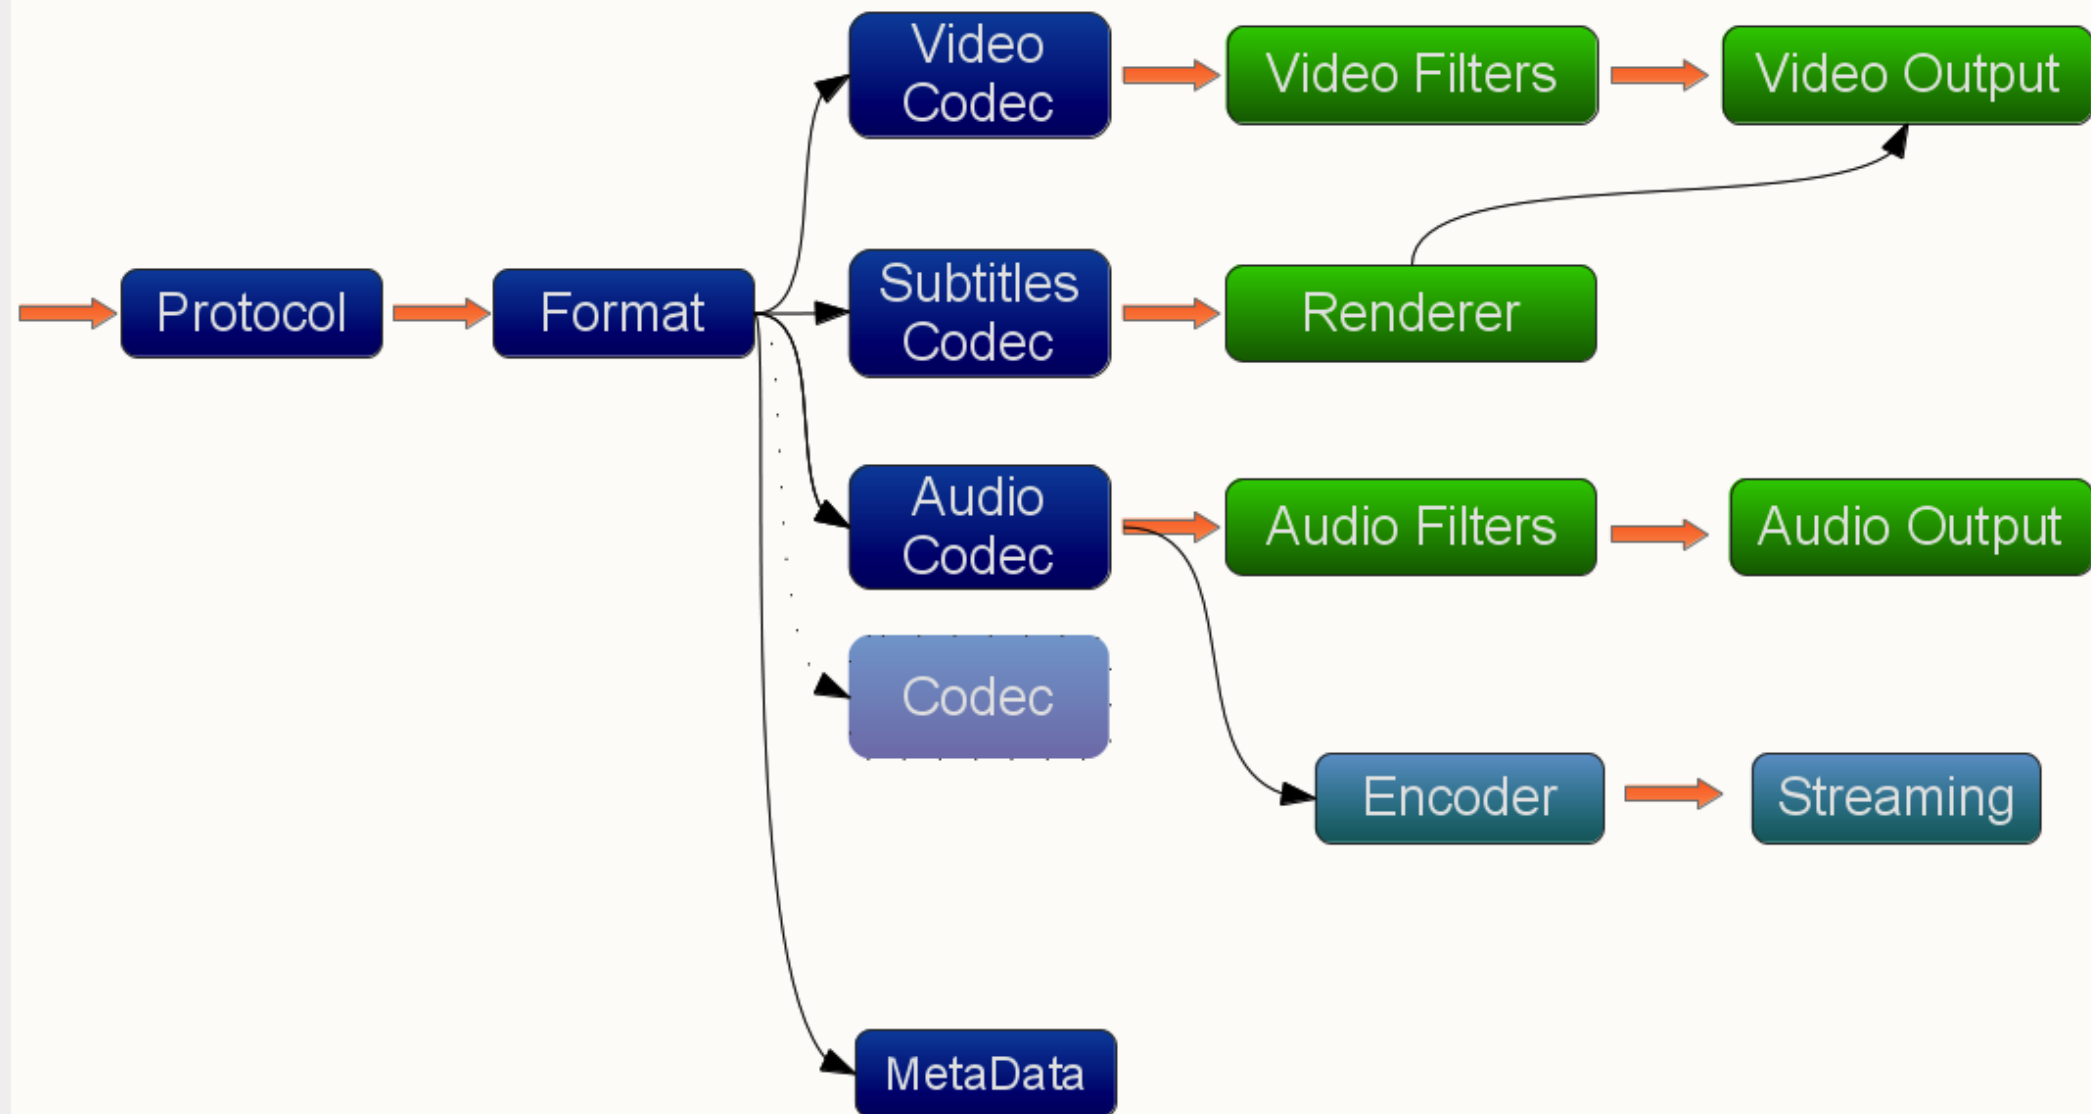 Video
Codec
Video Filters
Video Output
Protocol
Format
Subtitles
Codec
Renderer
Audio
Codec
Audio Filters
Audio Output
Codec
Encoder
Streaming
MetaData